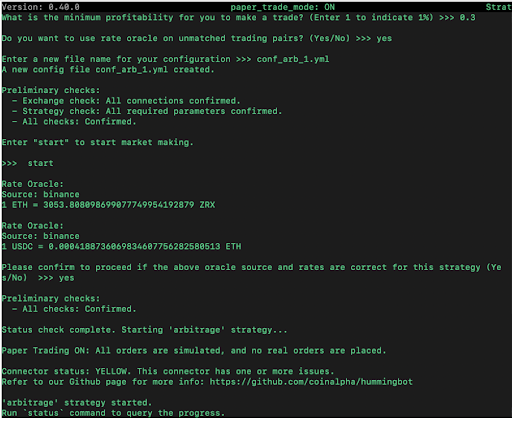 Version: 0.40.0 paper_trade_mode: ON Strat
What is the minimum profitability for you to make a trade? (Enter 1 to indicate 1%) >>> 0.3
Do you want to use rate oracle on unmatched trading pairs? (Yes/No) >>> yes
Enter a new file name for your configuration >>> conf_arb_1.yml
A new config file conf_arb_1.yml created.
Preliminary checks:
- Exchange check: All connections confirmed.
- Strategy check: All required parameters confirmed.
- All checks: Confirmed.
Enter "start" to start market making.
>>> start
Rate Oracle:
Source: binance
1 ETH = 3053.808098699077749954192879 ZRX
Rate Oracle:
Source: binance
1 USDC = 0.0004188736069834607756282580513 ETH
Please confirm to proceed if the above oracle source and rates are correct for this strategy (Ye
s/No) >>> yes
Preliminary checks:
- All checks: Confirmed.
Status check complete. Starting 'arbitrage' strategy...
Paper Trading ON: All orders are simulated, and no real orders are placed.
Connector status: YELLOW. This connector has one or more issues.
Refer to our Github page for more info: https://github.com/coinalpha/hummingbot
'arbitrage' strategy started.
Run `status` command to query the progress.